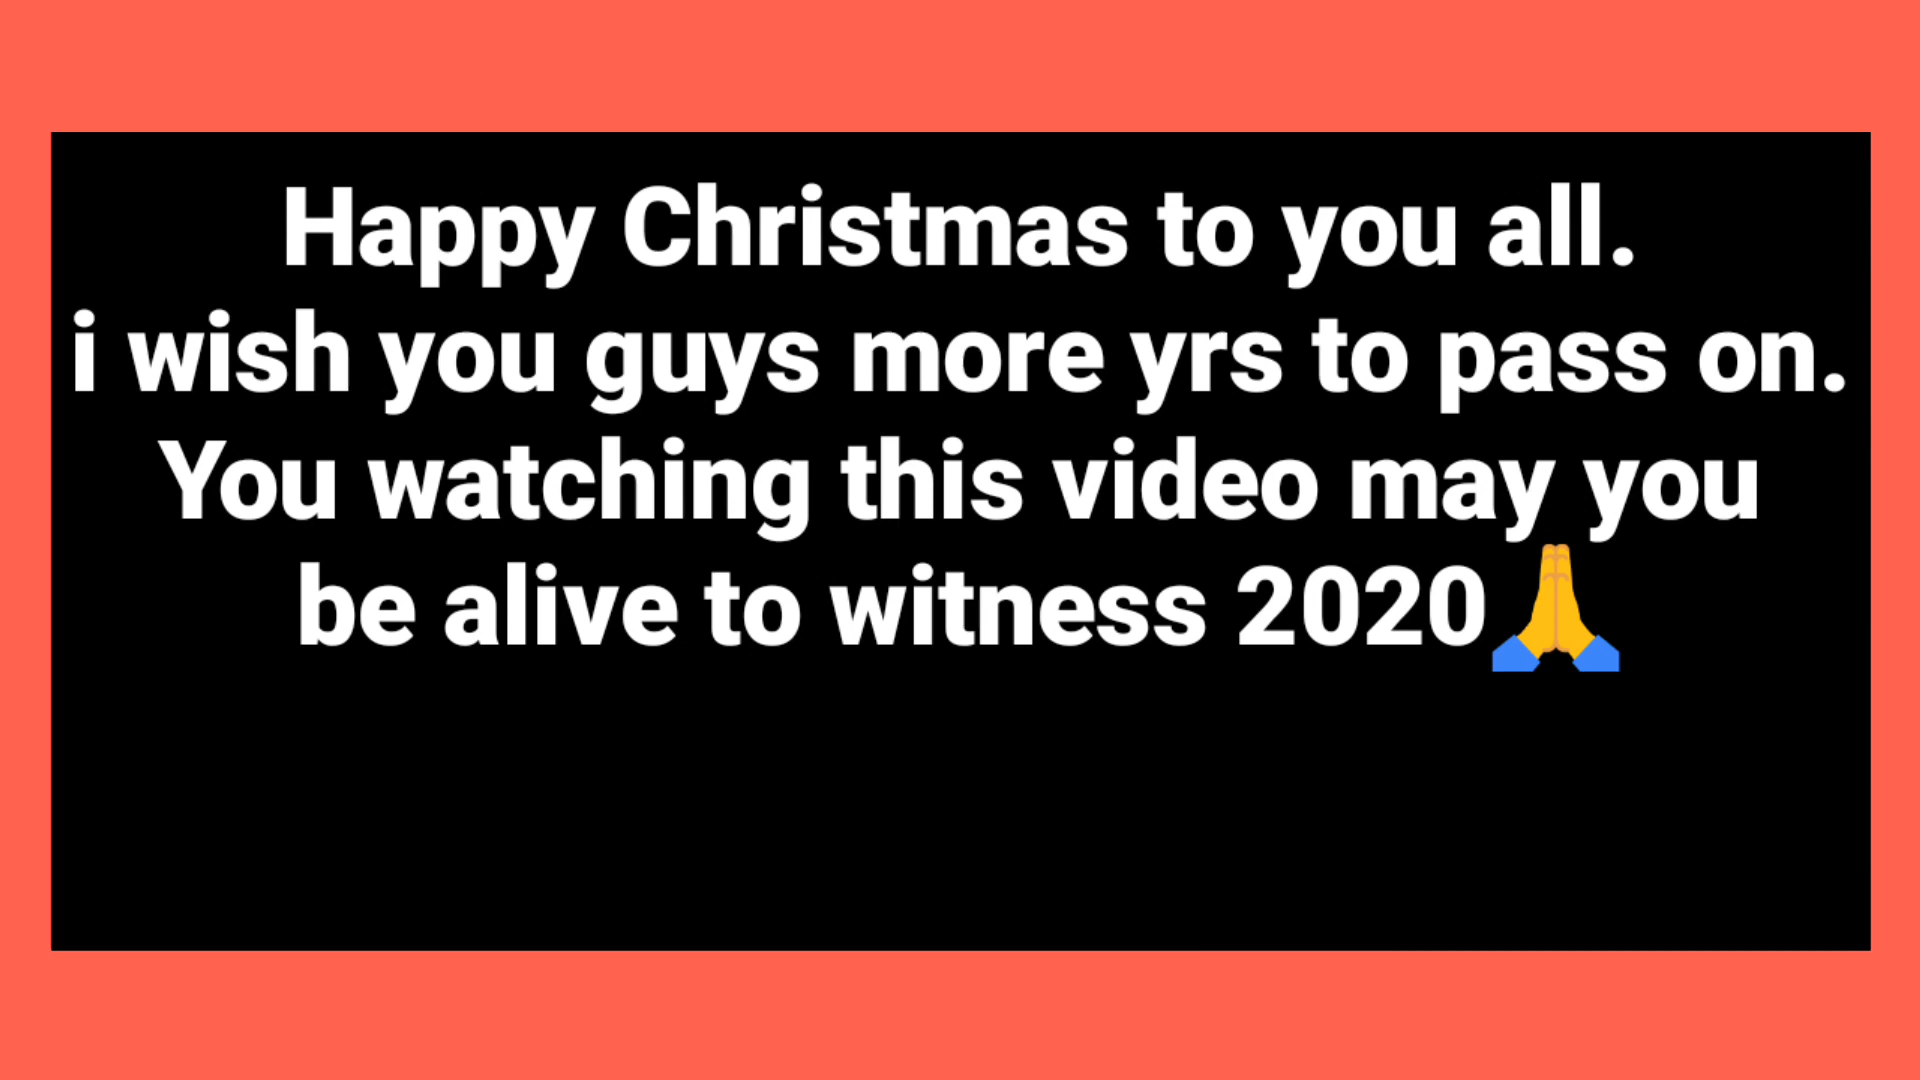 Happy Christmas to you all.
i wish you guys more yrs to pass on.
You watching this video may you
be alive to witness 2020🙏